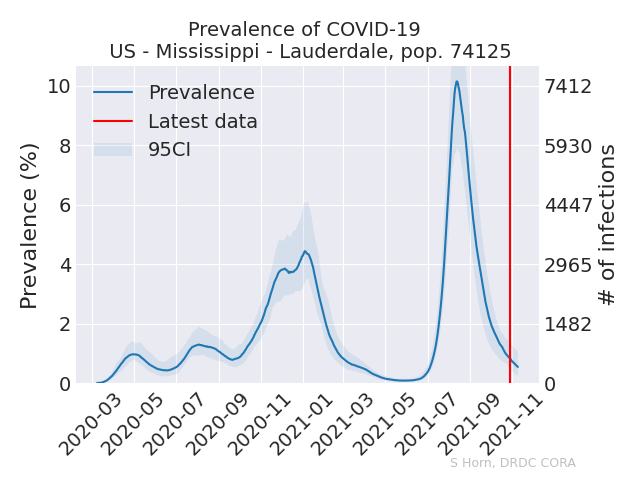 Prevalence of COVID-19
US - Mississippi - Lauderdale, pop. 74125
Prevalence
Latest data
95CI
Prevalence (%)
10
8
6
4
2
0
7412
5930
4447
2965
1482
0
# of infections
2020-03
2020-05
2020-07
2020-09
2020-11
2021-01
2021-03
2021-05
2021-07
2021-09
2021-11
S Horn, DRDC CORA